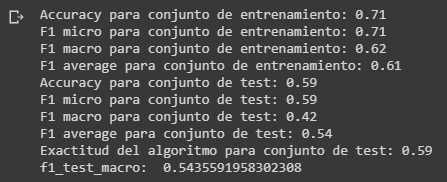 Accuracy para conjunto de entrenamiento: 0.71
F1 micro para conjunto de entrenamiento: 0.71
F1 macro para conjunto de entrenamiento: 0.62
F1 average para conjunto de entrenamiento: 0.61
Accuracy para conjunto de test: 0.59
F1 micro para conjunto de test: 0.59
F1 macro para conjunto de test: 0.42
F1 average para conjunto de test: 0.54
Exactitud del algoritmo para conjunto de test: 0.59
f1_test_macro:  0.5435591958302308